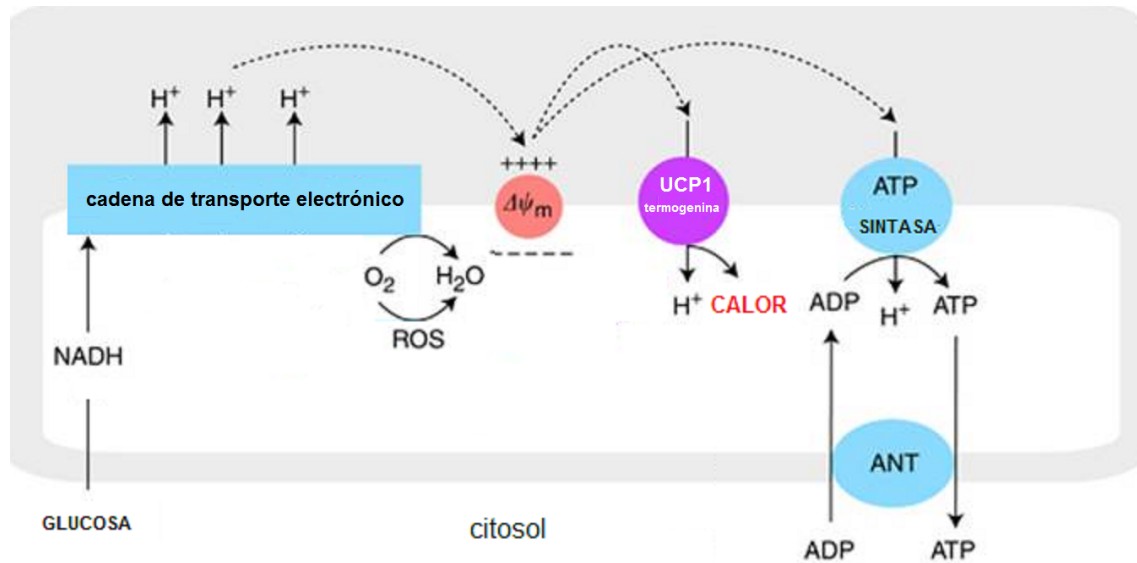 H⁺ H⁺ H⁺
++++
cadena de transporte electrónico
Δψm
UCP1
termogenina
ATP
SINTASA
O₂ H₂O
ROS
H⁺ CALOR
ADP H⁺ ATP
NADH
ANT
GLUCOSA
citosol
ADP ATP